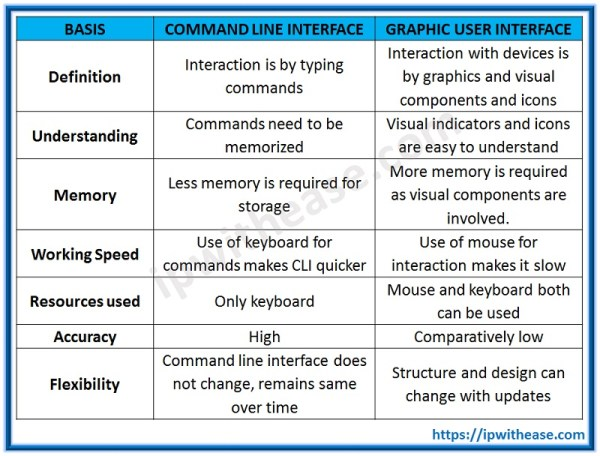 BASIS COMMAND LINE INTERFACE GRAPHIC USER INTERFACE
Definition
Interaction is by typing
commands
Interaction with devices is
by graphics and visual
components and icons
Understanding
Commands need to be
memorized
Visual indicators and icons
are easy to understand
Memory
Less memory is required for
storage
More memory is required
as visual components are
involved.
Working Speed
Use of keyboard for
commands makes CLI quicker
Use of mouse for
interaction makes it slow
Resources used
Only keyboard
Mouse and keyboard both
can be used
Accuracy
High
Comparatively low
Flexibility
Command line interface does
not change, remains same
over time
Structure and design can
change with updates
ipwithease.com
https://ipwithease.com